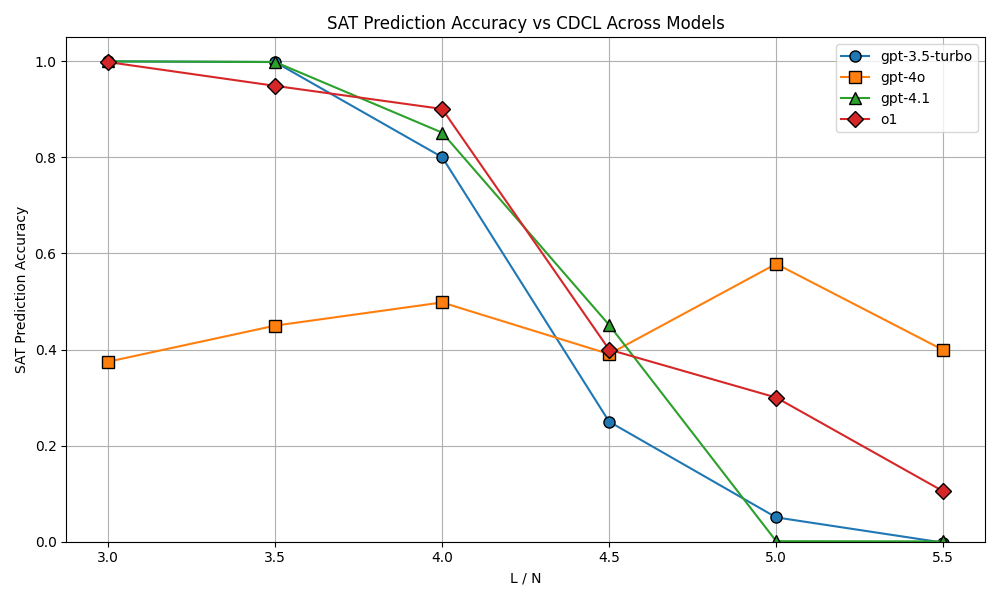 SAT Prediction Accuracy vs CDCL Across Models
gpt-3.5-turbo
gpt-4o
gpt-4.1
o1
SAT Prediction Accuracy
1.0
0.8
0.6
0.4
0.2
0.0
3.0 3.5 4.0 4.5 5.0 5.5
L / N